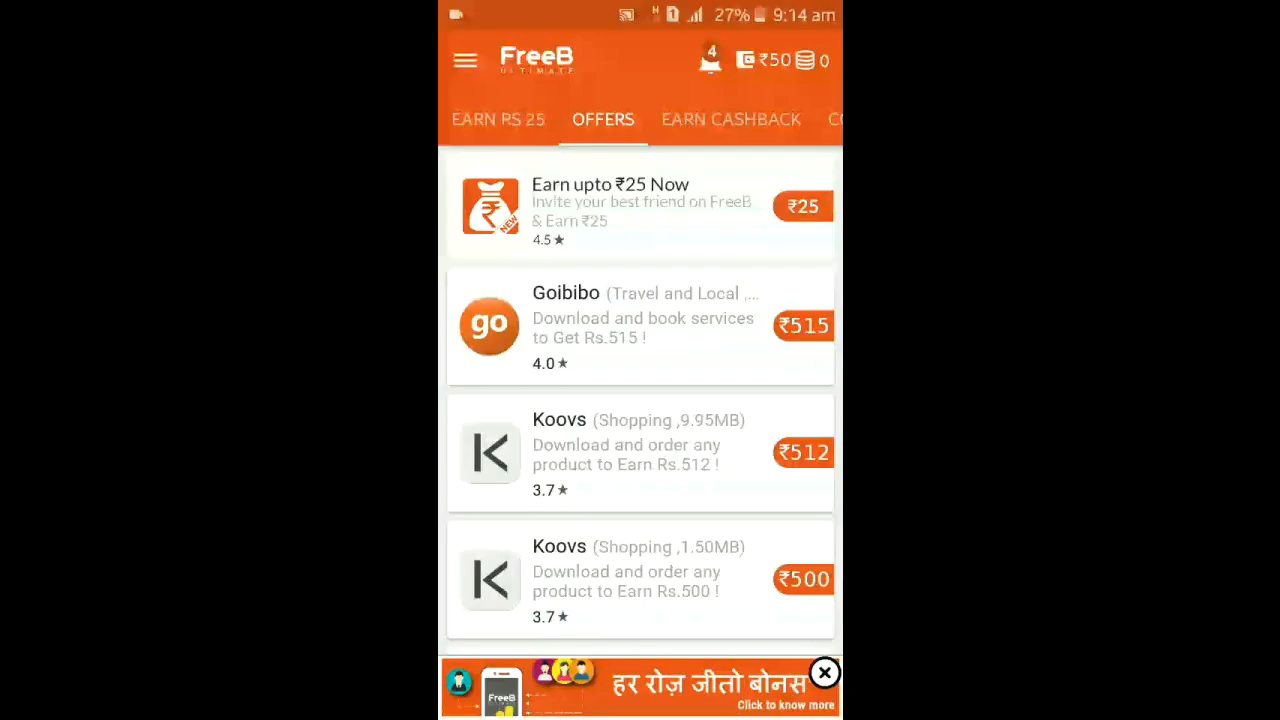 H 1 27% 9:14 am
FreeB
ULTIMATE
4
₹50 0
EARN RS 25 OFFERS EARN CASHBACK
Earn upto ₹25 Now
Invite your best friend on FreeB...
& Earn ₹25
4.5★
₹25
NEW
go
Goibibo (Travel and Local ,...
Download and book services
to Get Rs.515 !
4.0★
₹515
Koovs (Shopping ,9.95MB)
Download and order any
product to Earn Rs.512 !
3.7★
₹512
Koovs (Shopping ,1.50MB)
Download and order any
product to Earn Rs.500 !
3.7★
₹500
FreeB
हर रोज़ जीतो बोनस
Click to know more